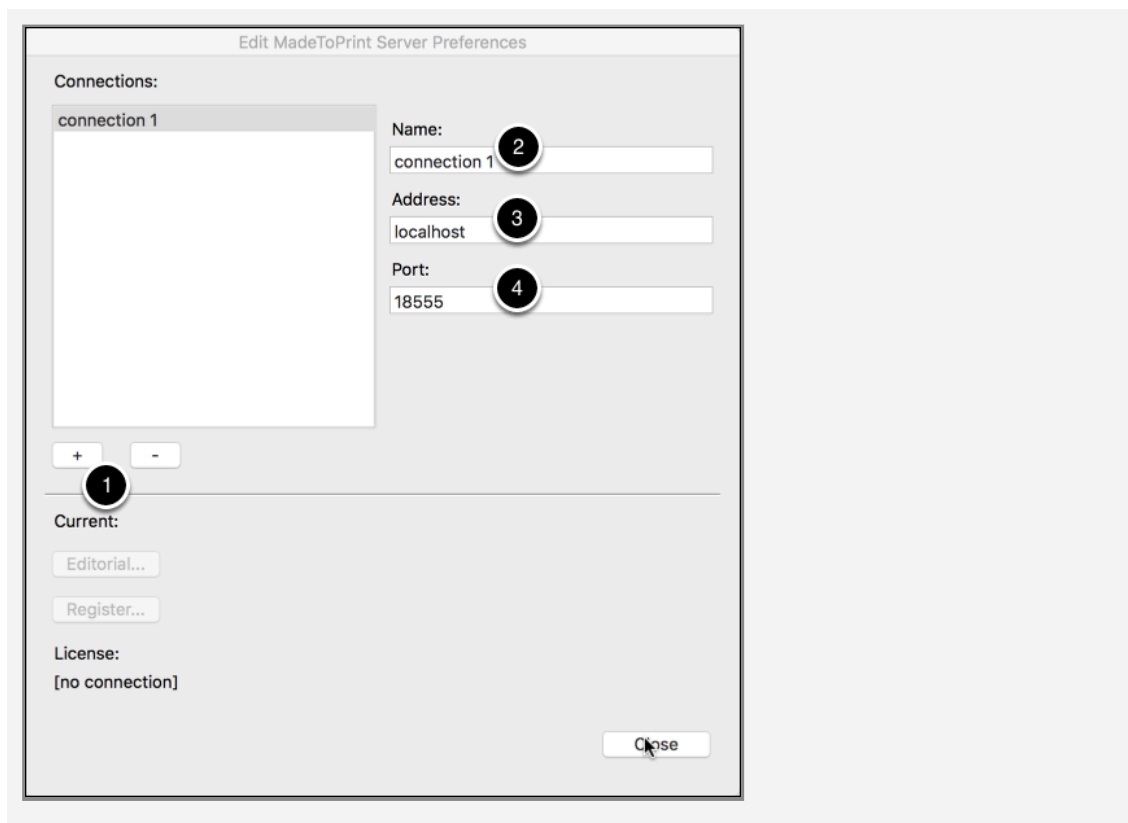 Edit MadeToPrint Server Preferences
Connections:
connection 1
Name:
2
connection 1
Address:
3
localhost
Port:
4
18555
+ -
1
Current:
Editorial...
Register...
License:
[no connection]
Close